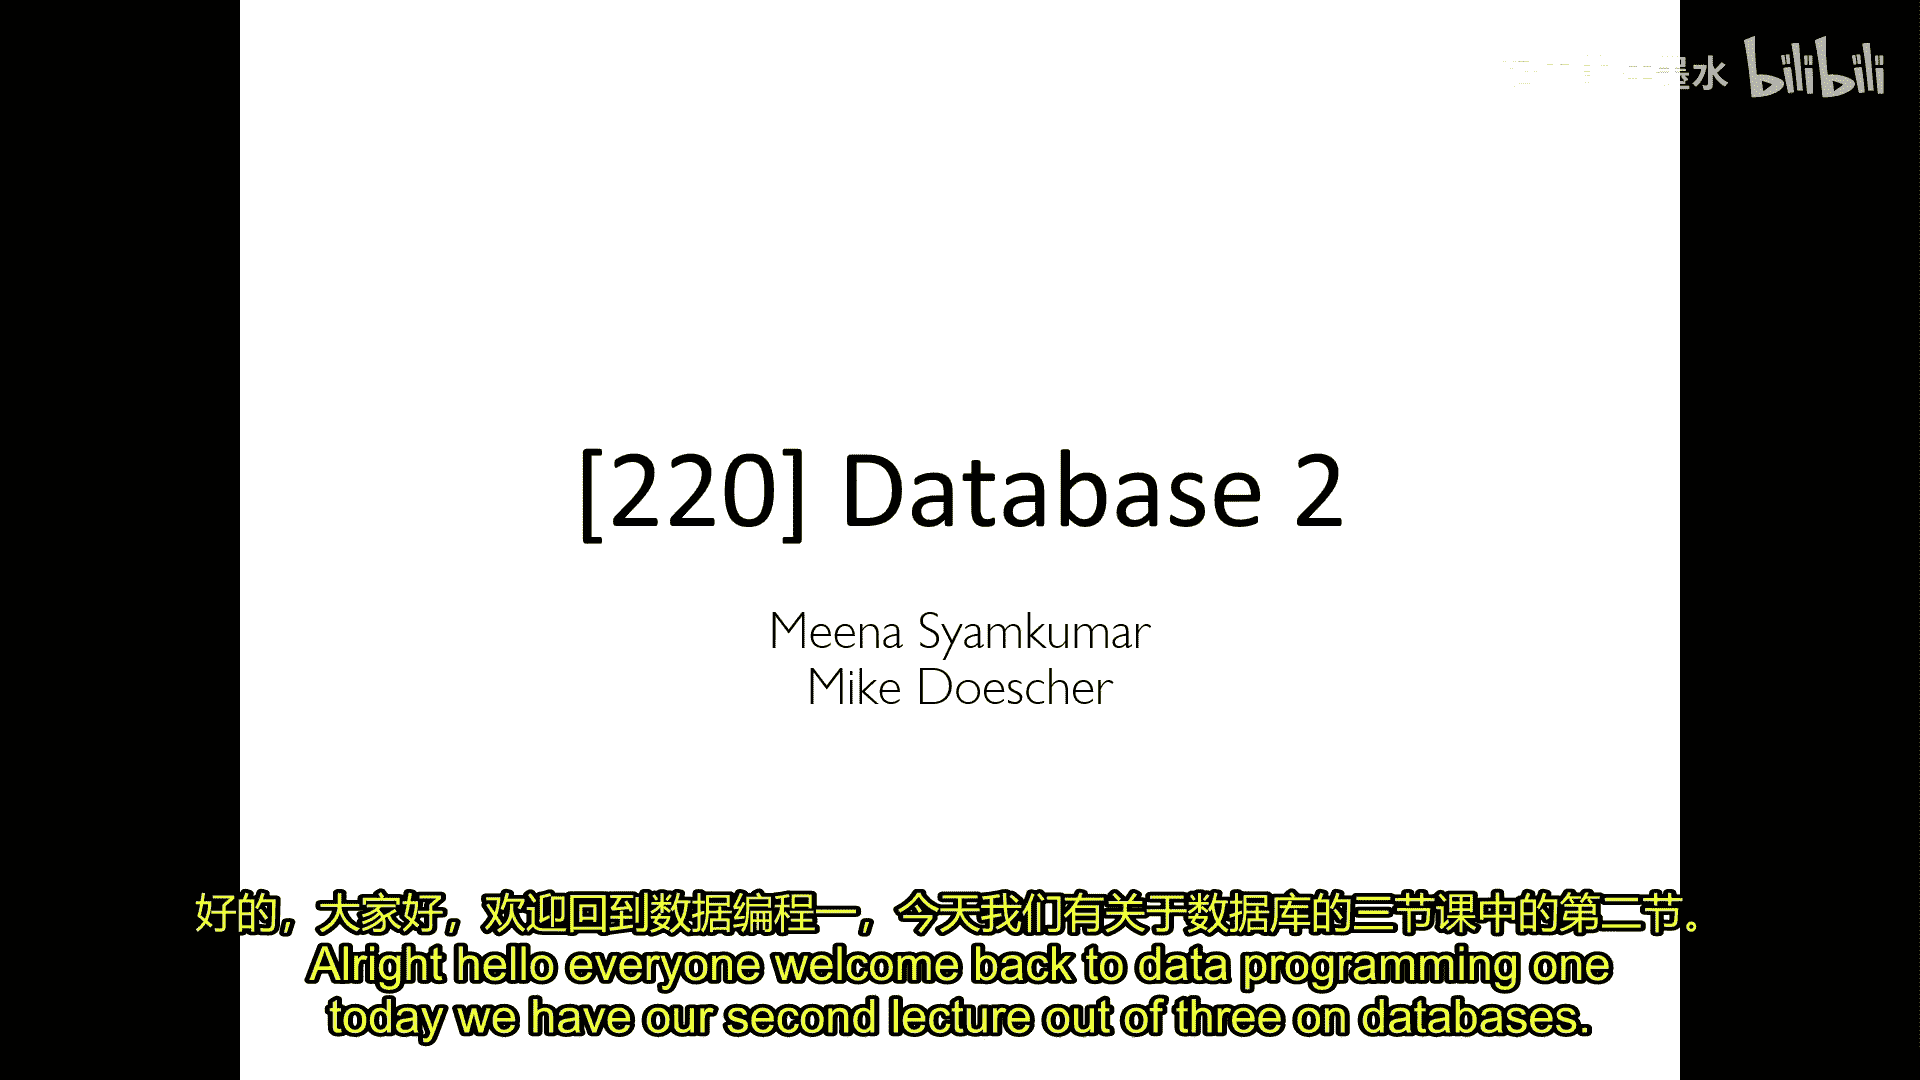 水 bilibili
[220] Database 2
Meena Syamkumar
Mike Doescher
好的，大家好，欢迎回到数据编程一，今天我们有关于数据库的三节课中的第二节。
Alright hello everyone welcome back to data programming one
today we have our second lecture out of three on databases.